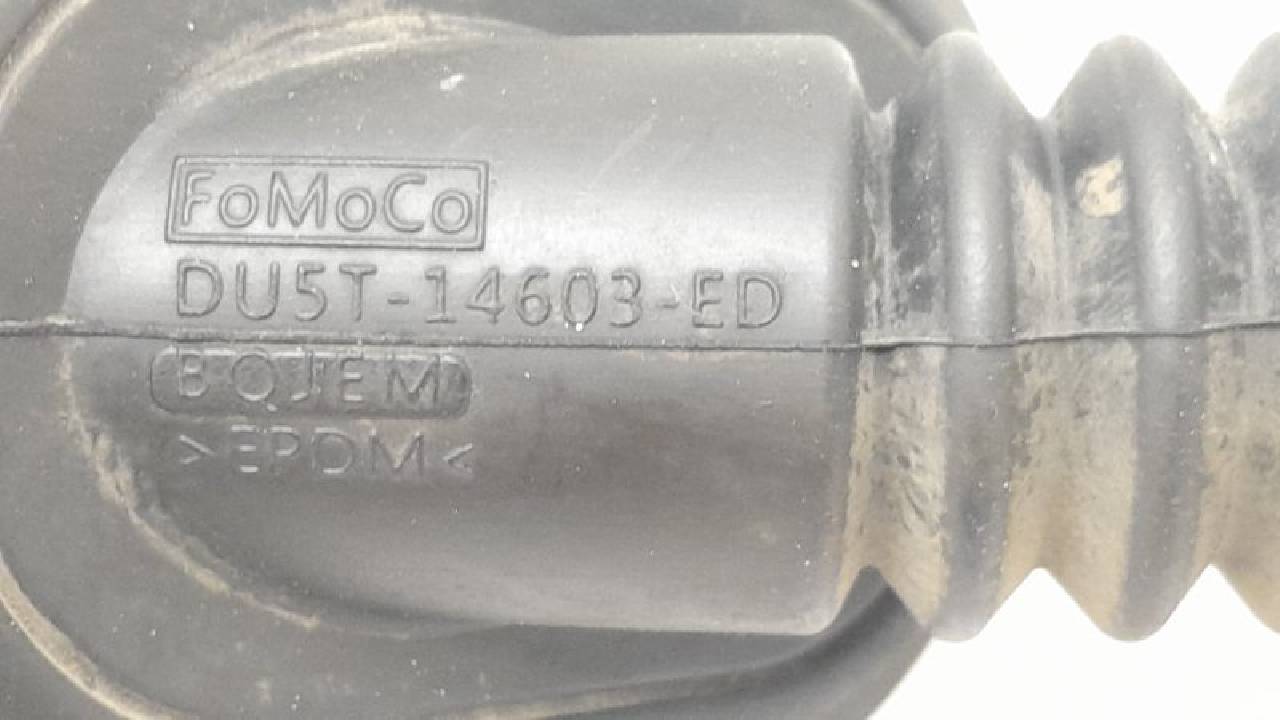 FoMoCo
DU5T-14603-ED
BQJEM
>EPDM<